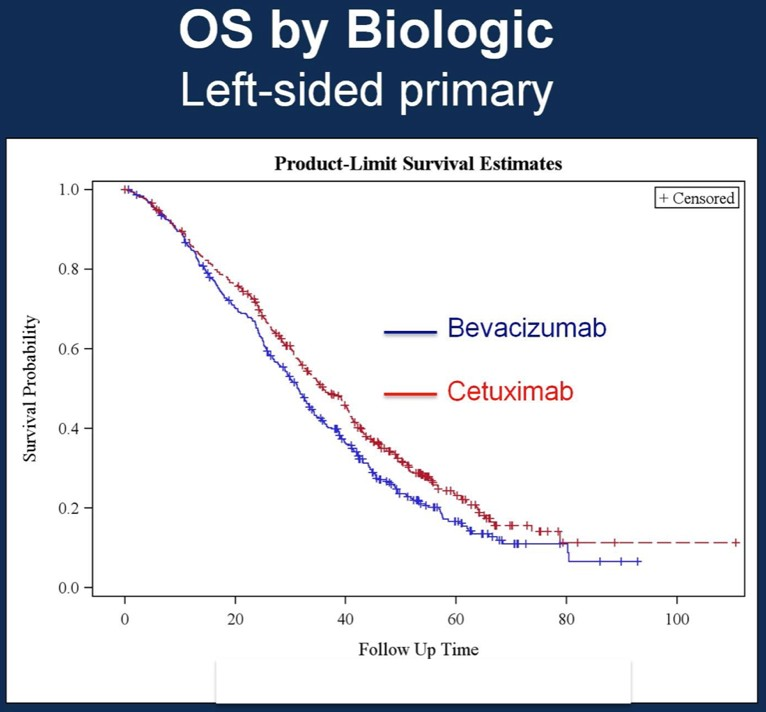 OS by Biologic
Left-sided primary
Product-Limit Survival Estimates
+ Censored
Bevacizumab
Cetuximab
Survival Probability
1.0
0.8
0.6
0.4
0.2
0.0
0 20 40 60 80 100
Follow Up Time